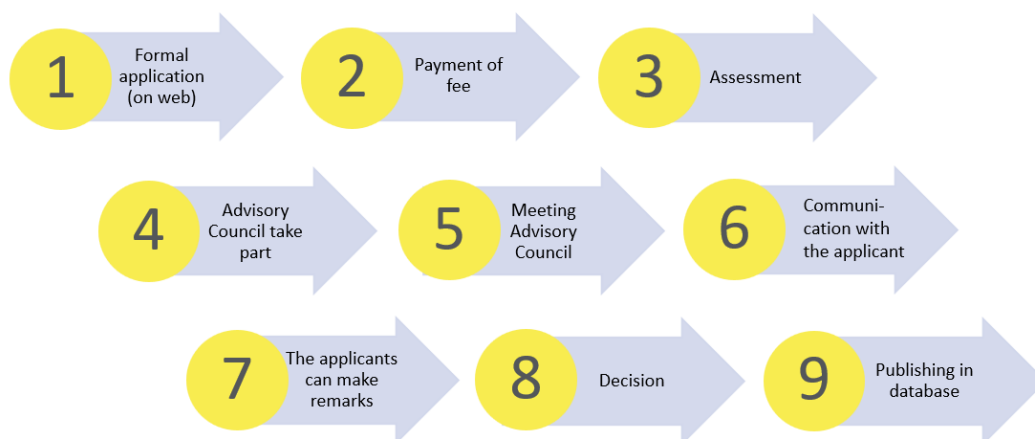 1
Formal
application
(on web)
2
Payment of
fee
3
Assessment
4
Advisory
Council take
part
5
Meeting
Advisory
Council
6
Communi-
cation with
the applicant
7
The applicants
can make
remarks
8
Decision
9
Publishing in
database